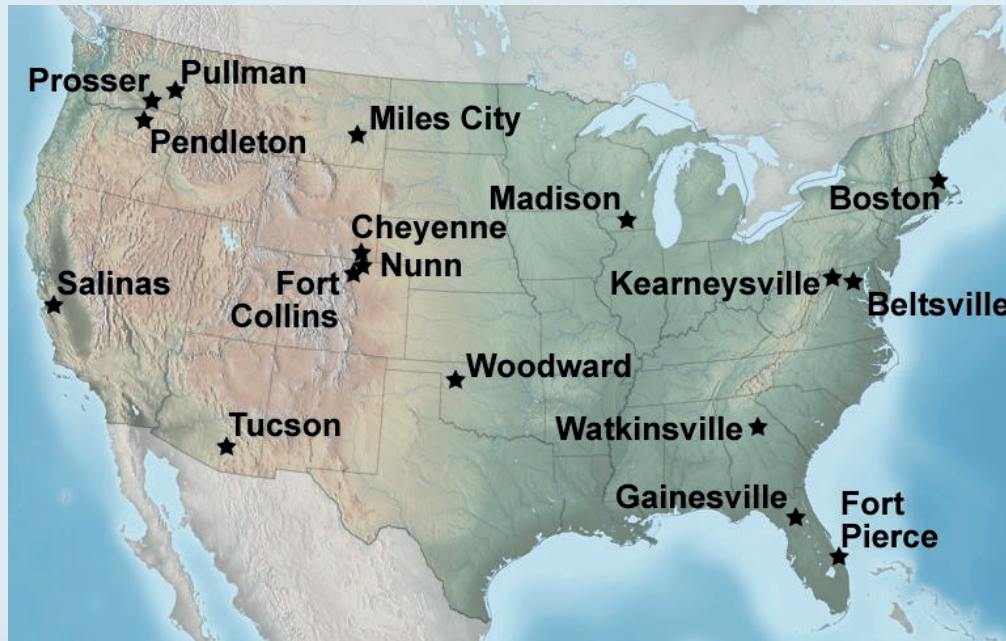 Pullman
Prosser
Pendleton
Miles City
Madison
Boston
Cheyenne
Nunn
Fort
Collins
Salinas
Kearneysville
Beltsville
Woodward
Tucson
Watkinsville
Gainesville
Fort
Pierce